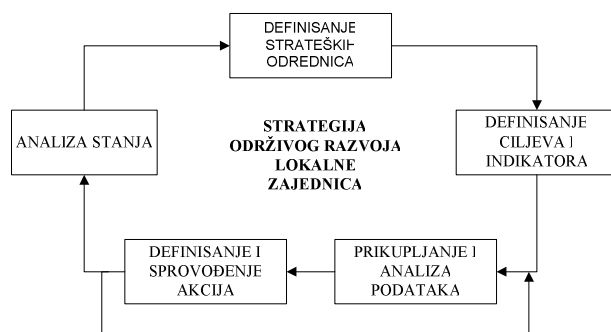 DEFINISANJE
STRATEŠKIH
ODREDNICA
ANALIZA STANJA
STRATEGIJA
ODRŽIVOG RAZVOJA
LOKALNE
ZAJEDNICA
DEFINISANJE
CILJEVA I
INDIKATORA
DEFINISANJE I
SPROVOĐENJE
AKCIJA
PRIKUPLJANJE I
ANALIZA
PODATAKA